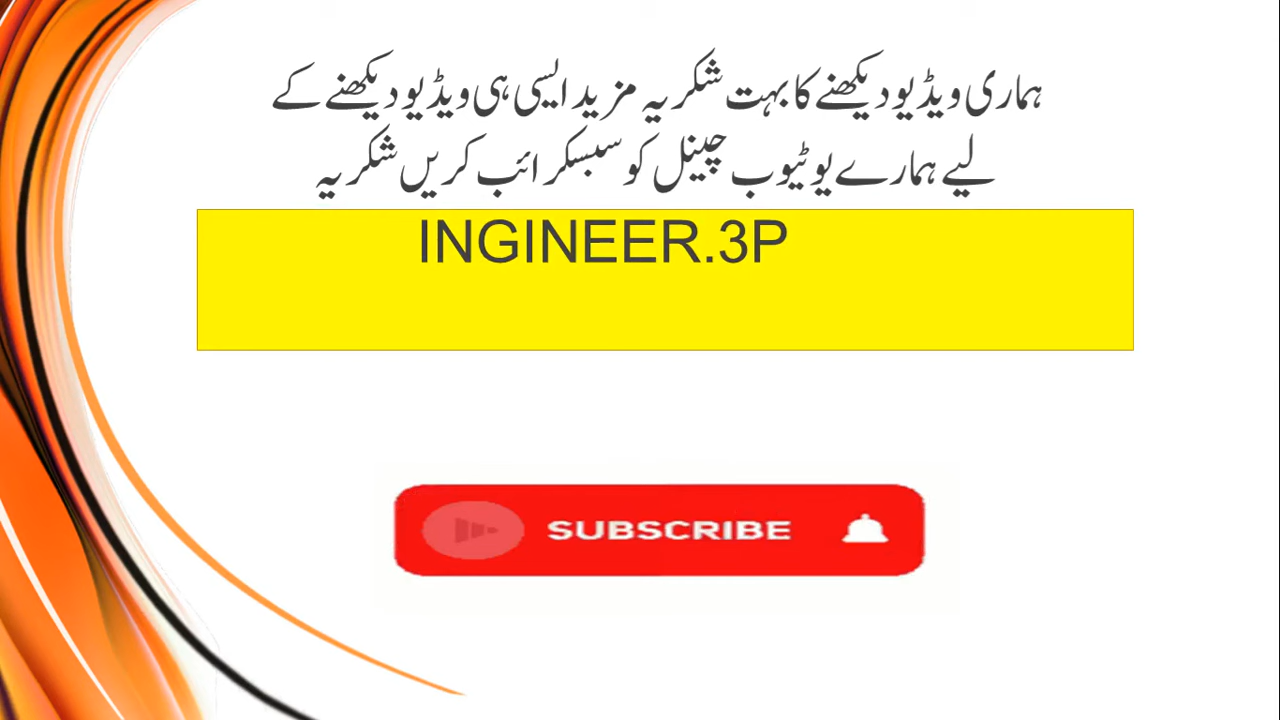 ہماری ویڈیو دیکھنے کا بہت شکریہ مزید ایسی ہی ویڈیو دیکھنے کے
لیے ہمارے یوٹیوب چینل کو سبسکرائب کریں شکریہ
INGINEER.3P
SUBSCRIBE